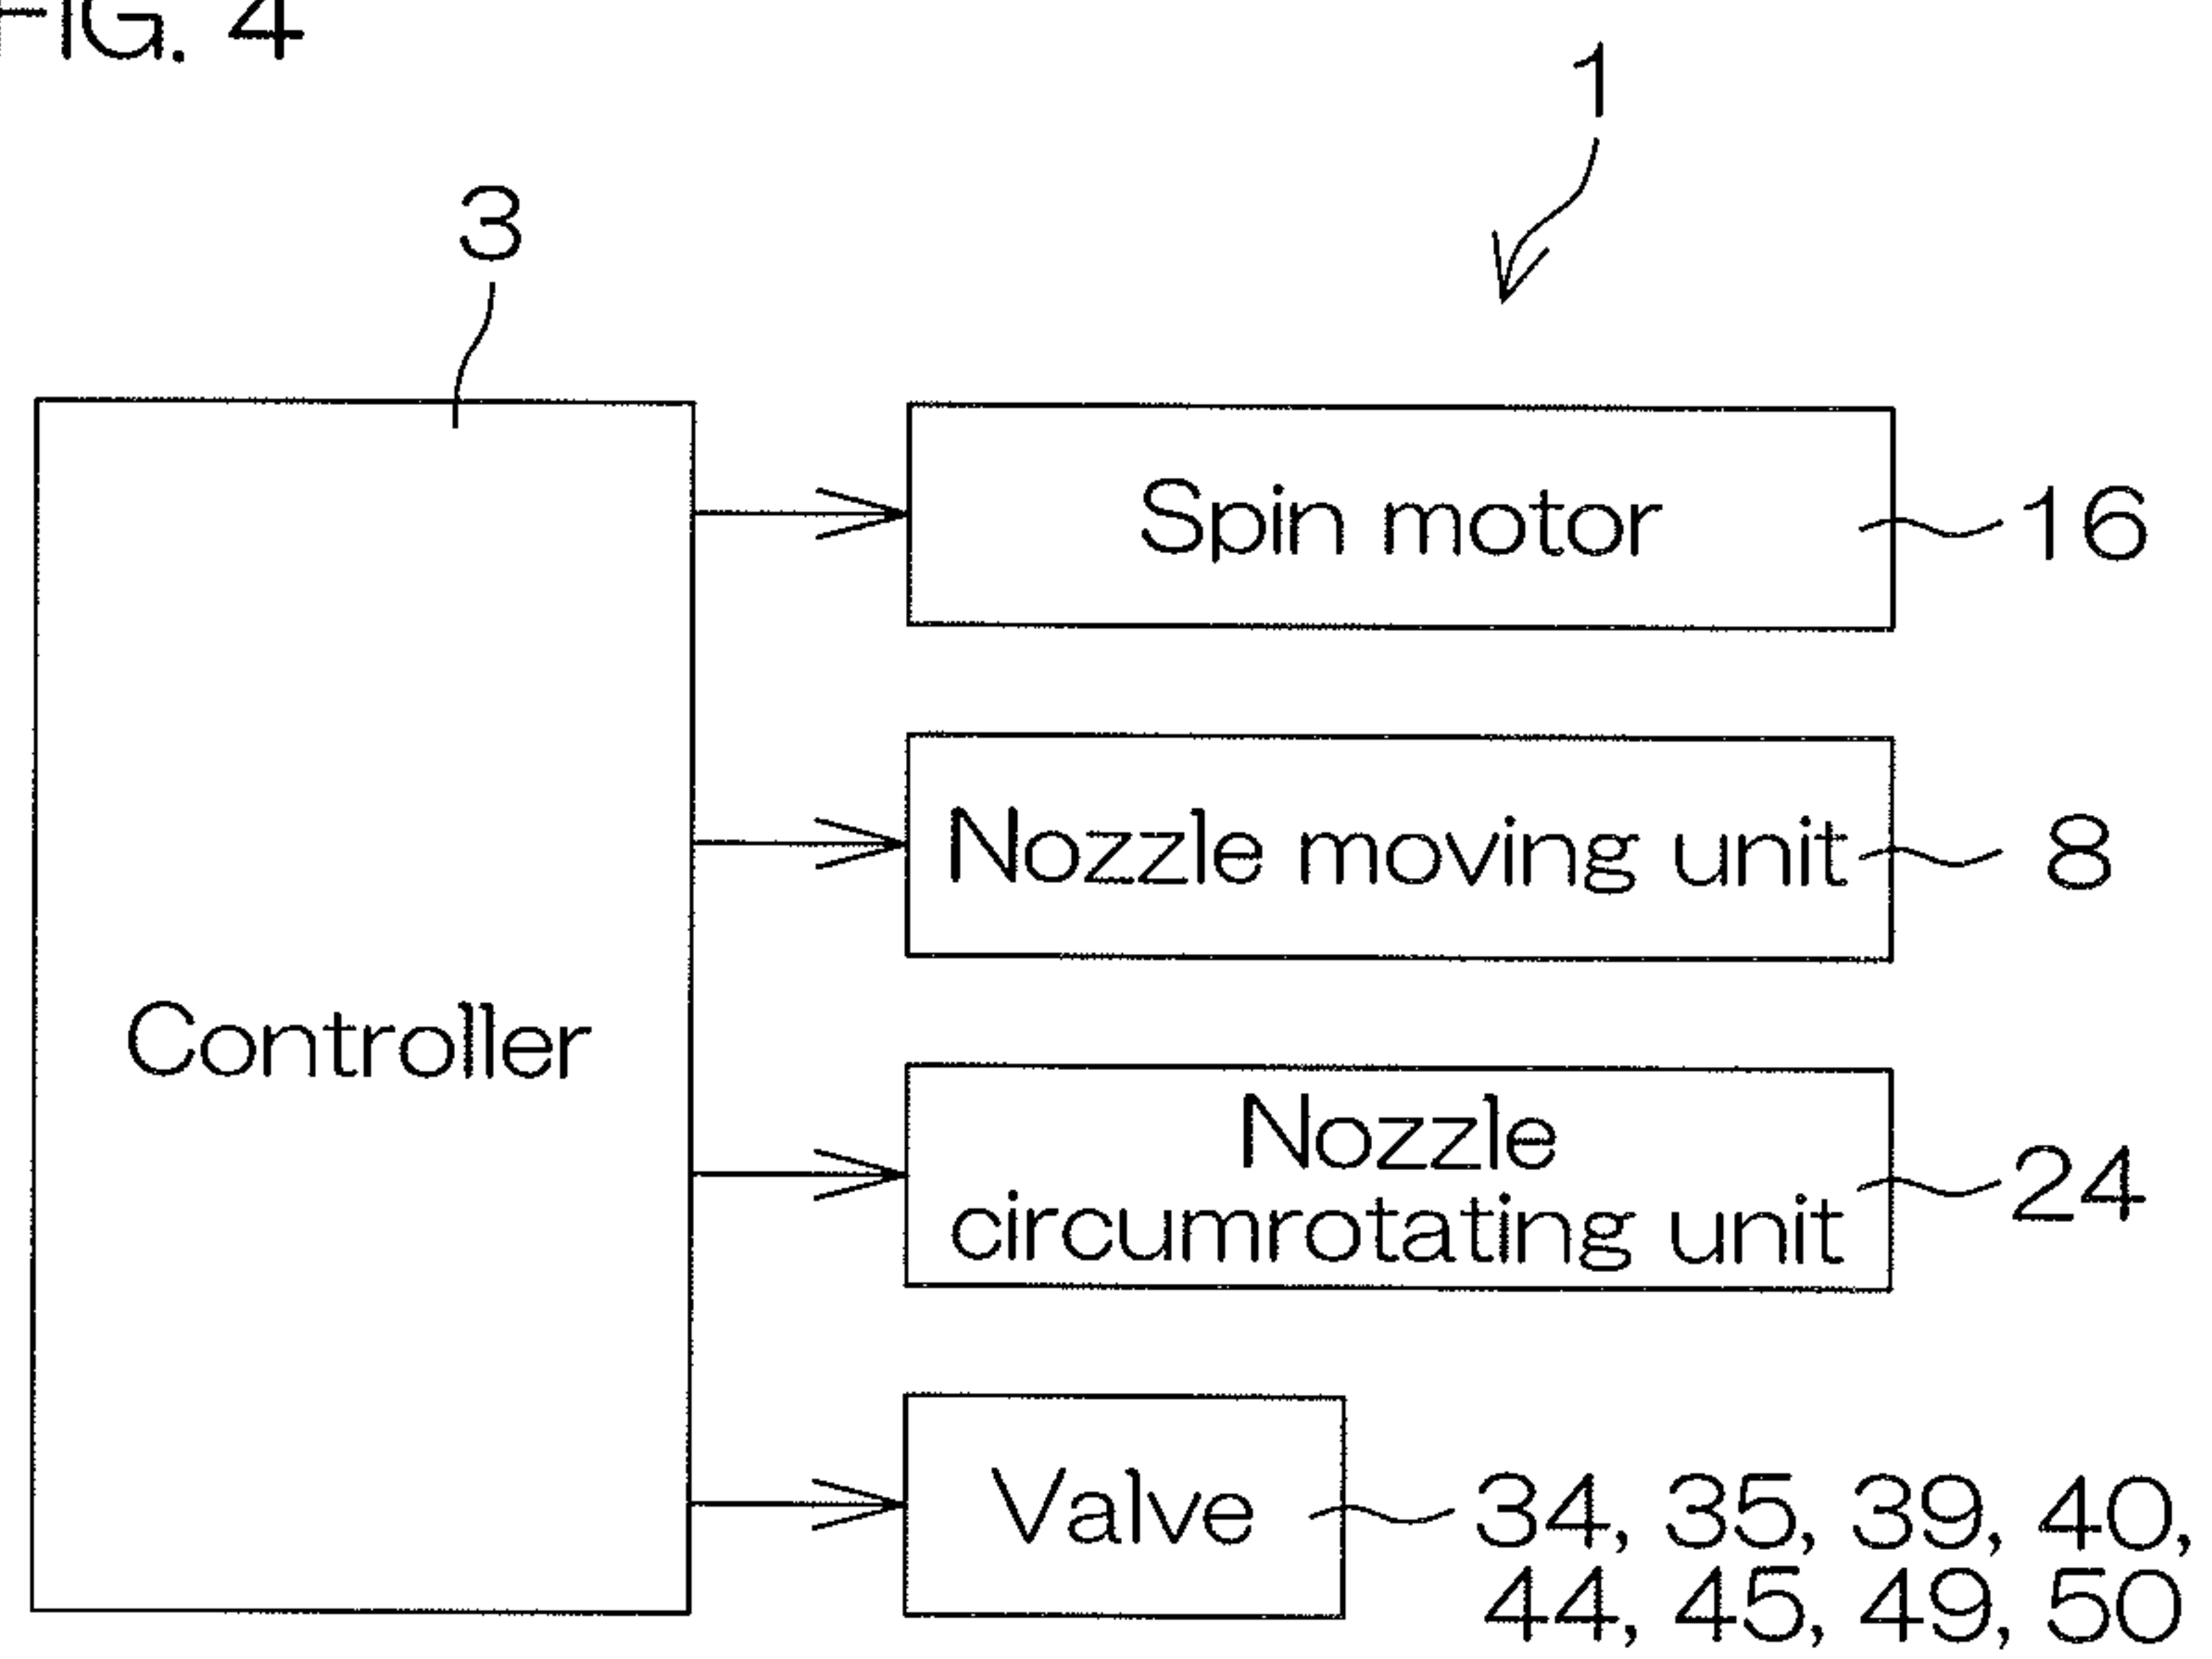 FIG. 4
1
3
Spin motor
16
Nozzle moving unit
8
Controller
Nozzle
circumrotating unit
24
Valve
34, 35, 39, 40,
44, 45, 49, 50